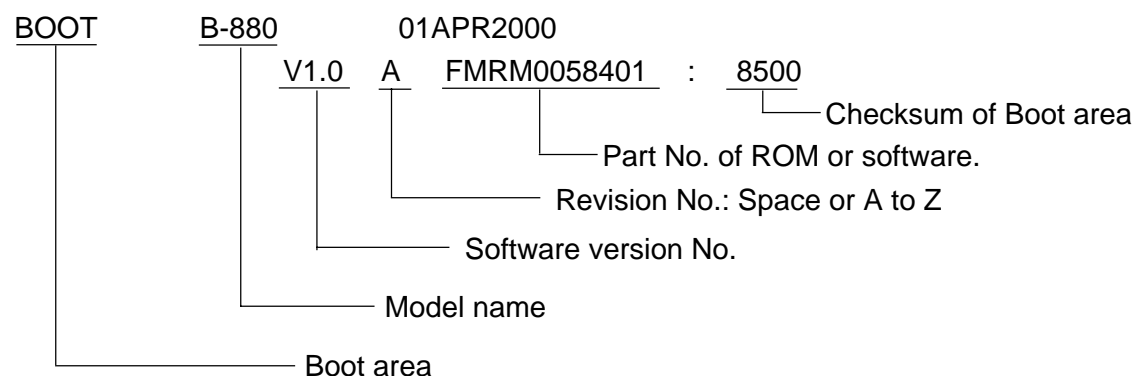 BOOT B-880 01APR2000
V1.0 A FMRM0058401 : 8500
Checksum of Boot area
Part No. of ROM or software.
Revision No.: Space or A to Z
Software version No.
Model name
Boot area